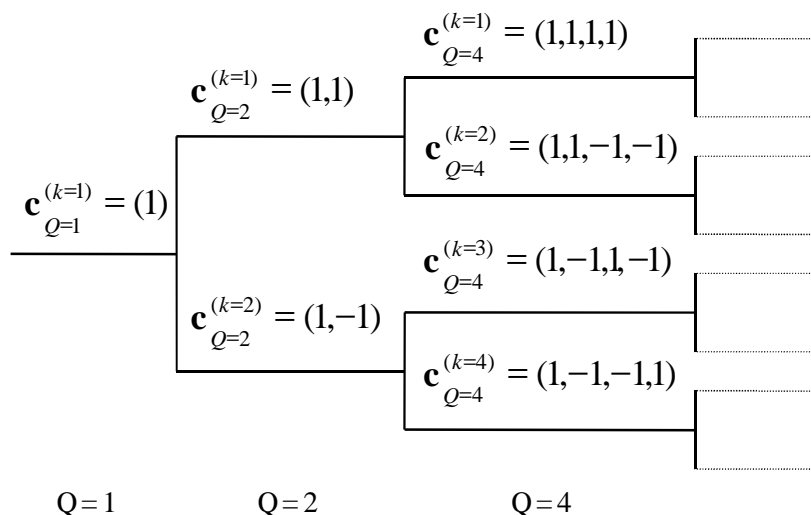 c_{Q=4}^{(k=1)} = (1,1,1,1)
c_{Q=2}^{(k=1)} = (1,1)
c_{Q=4}^{(k=2)} = (1,1,−1,−1)
c_{Q=1}^{(k=1)} = (1)
c_{Q=4}^{(k=3)} = (1,−1,1,−1)
c_{Q=2}^{(k=2)} = (1,−1)
c_{Q=4}^{(k=4)} = (1,−1,−1,1)
Q = 1 Q = 2 Q = 4